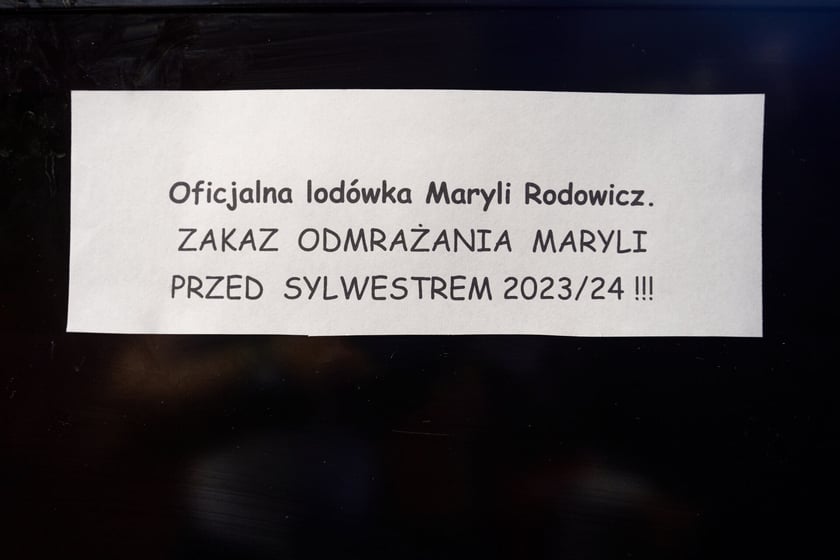 Oficjalna lodówka Maryli Rodowicz.
ZAKAZ ODMRAŻANIA MARYLI
PRZED SYLWESTREM 2023/24 !!!